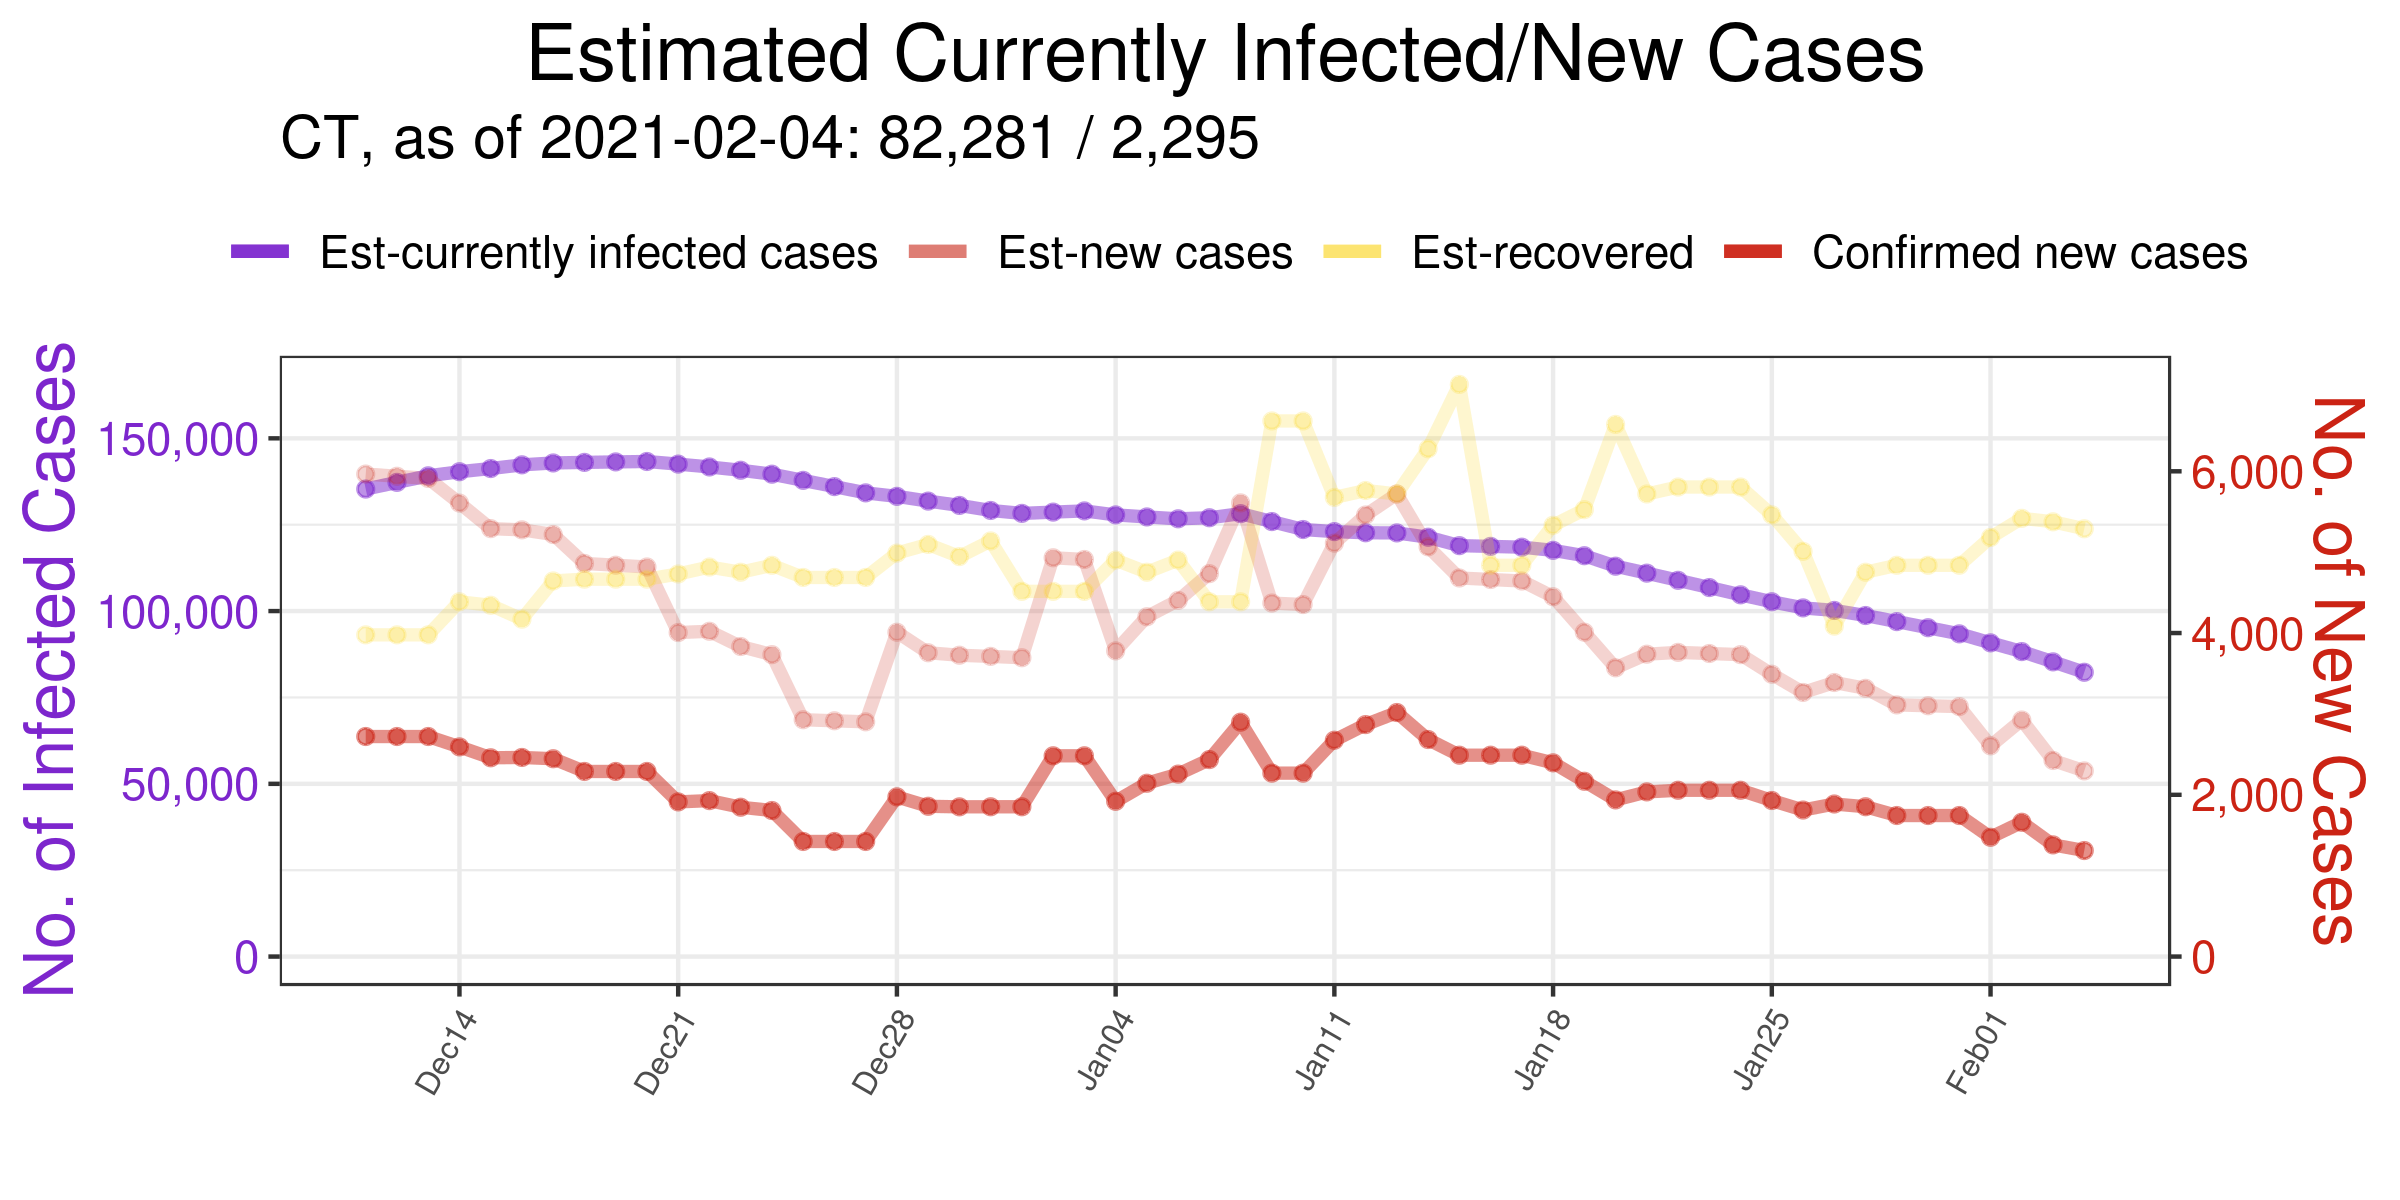 Estimated Currently Infected/New Cases
CT, as of 2021-02-04: 82,281 / 2,295
Est-currently infected cases Est-new cases Est-recovered Confirmed new cases
No. of Infected Cases
150,000
100,000
50,000
0
6,000
4,000
2,000
0
No. of New Cases
Dec14 Dec21 Dec28 Jan04 Jan11 Jan18 Jan25 Feb01